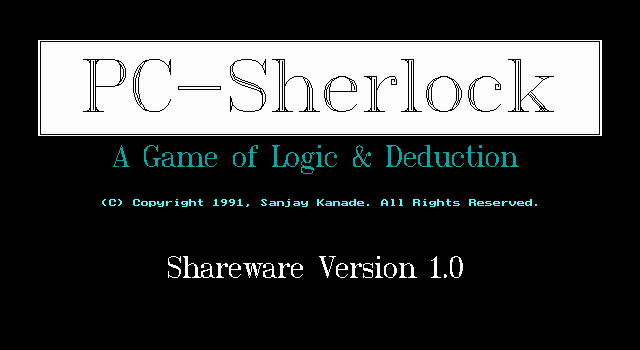 PC-Sherlock
A Game of Logic & Deduction
(C) Copyright 1991, Sanjay Kanade. All Rights Reserved.
Shareware Version 1.0